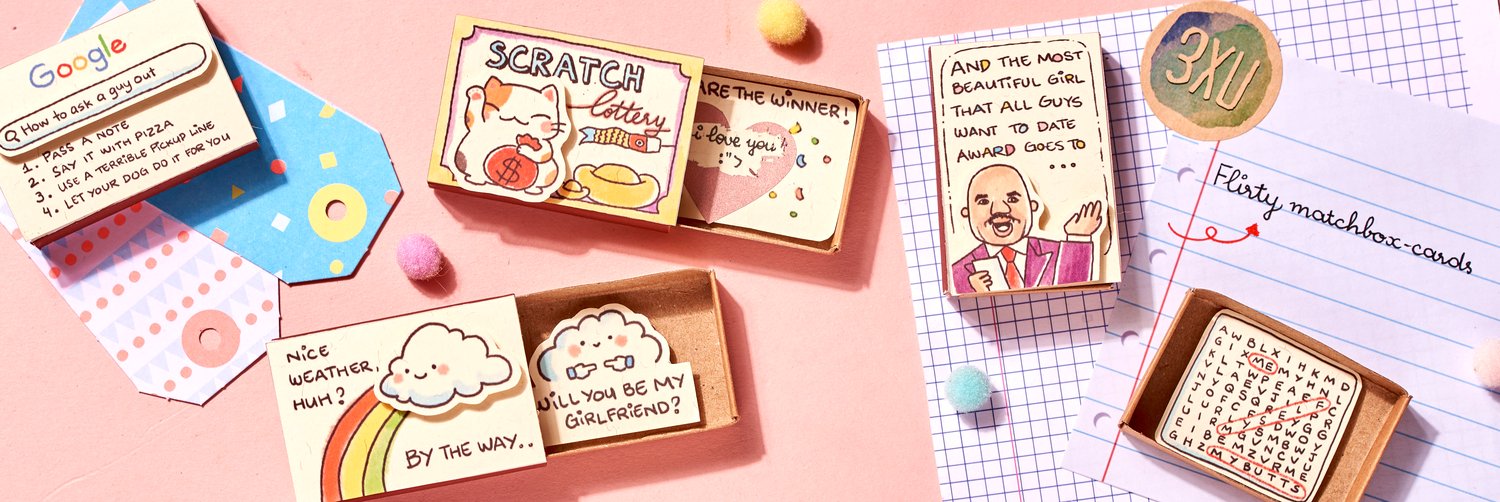 Google
How to ask a guy out
1. PASS A NOTE
2. SAY IT WITH PIZZA
3. USE A TERRIBLE PICKUP LINE
4. LET YOUR DOG DO IT FOR YOU
SCRATCH
lottery
$
ARE THE WINNER!
i love you
:">
NICE
WEATHER,
HUH?
BY THE WAY..
WILL YOU BE MY
GIRLFRIEND?
AND THE MOST
BEAUTIFUL GIRL
THAT ALL GUYS
WANT TO DATE
AWARD GOES TO
...
3XU
Flirty matchbox-cards
ME
MYBUTTS